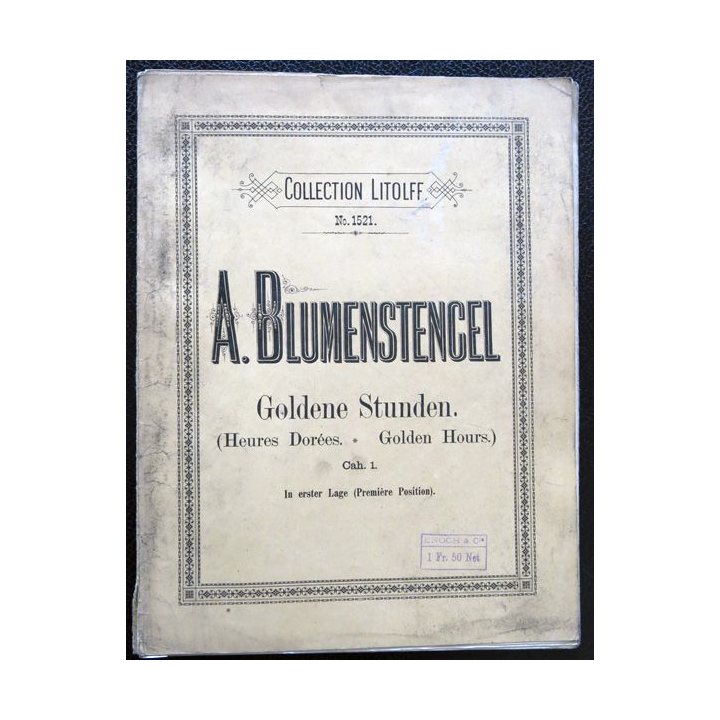 COLLECTION LITOLFF
No. 1521.
A. BLUMENSTENGEL
Goldene Stunden.
(Heures Dorées. * Golden Hours.)
Cah. 1.
In erster Lage (Première Position).
ENOCH & Cie
1 Fr. 50 Net